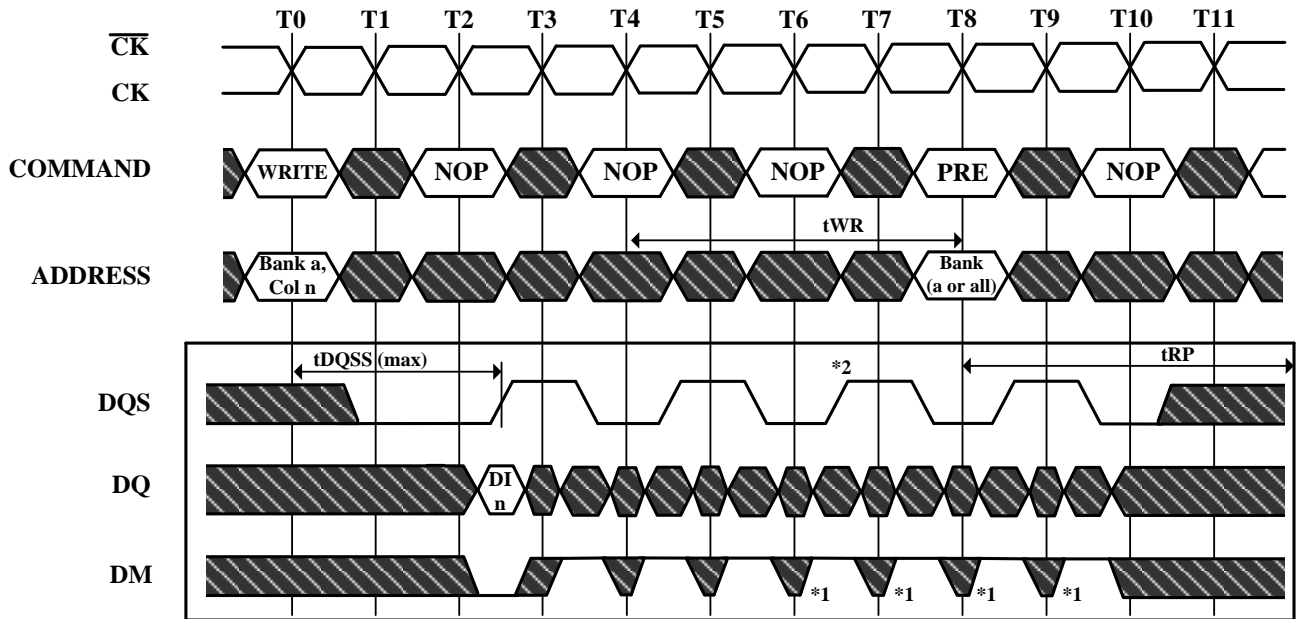 T0 T1 T2 T3 T4 T5 T6 T7 T8 T9 T10 T11
CK
CK
COMMAND WRITE NOP NOP NOP PRE NOP
tWR
ADDRESS Bank a, Col n Bank (a or all)
tDQSS (max) *2 tRP
DQS
DQ DI n
DM *1 *1 *1 *1